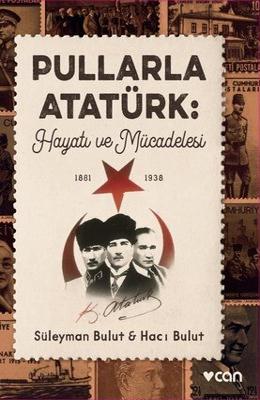 PULLARLA
ATATÜRK:
Hayatı ve Mücadelesi
1881
1938
K. Atatürk
Süleyman Bulut & Hacı Bulut
can